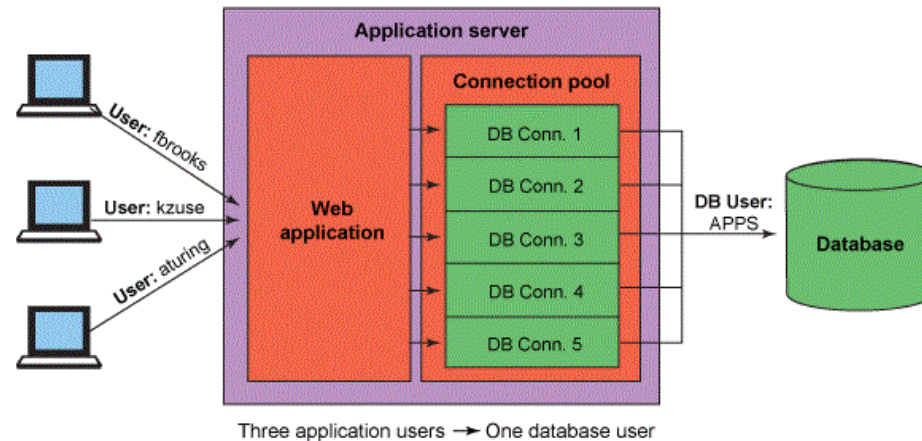 Application server
Connection pool
User: fbrooks
User: kzuse
User: aturing
Web
application
DB Conn. 1
DB Conn. 2
DB Conn. 3
DB Conn. 4
DB Conn. 5
DB User:
APPS
Database
Three application users → One database user